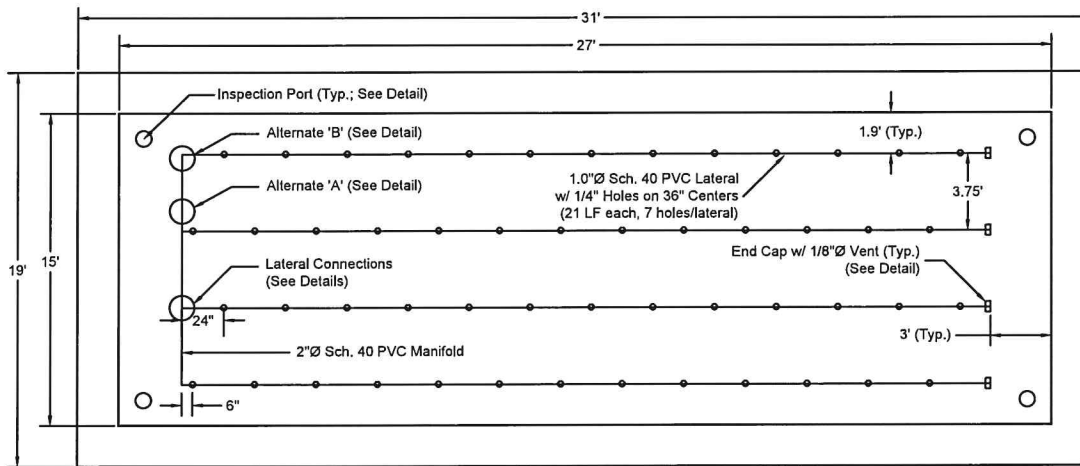 31'
27'
Inspection Port (Typ.; See Detail)
Alternate 'B' (See Detail)
1.9' (Typ.)
Alternate 'A' (See Detail)
1.0"Ø Sch. 40 PVC Lateral
w/ 1/4" Holes on 36" Centers
(21 LF each, 7 holes/lateral)
3.75'
19'
15'
Lateral Connections
(See Details)
End Cap w/ 1/8"Ø Vent (Typ.)
(See Detail)
24"
3' (Typ.)
2"Ø Sch. 40 PVC Manifold
6"